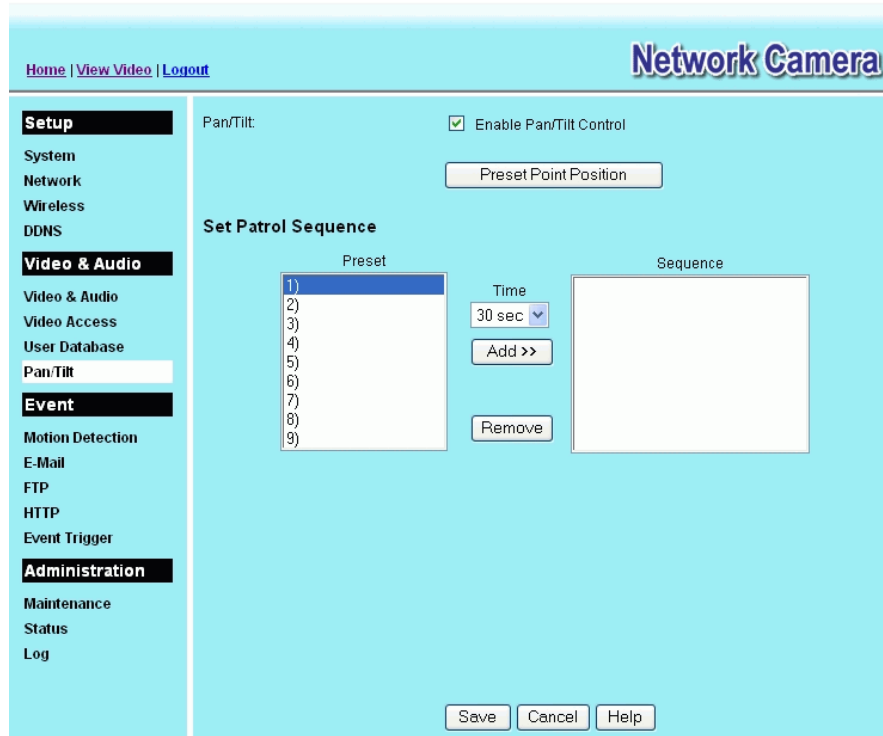 Home | View Video | Logout
Network Camera
Setup
System
Network
Wireless
DDNS
Video & Audio
Video & Audio
Video Access
User Database
Pan/Tilt
Event
Motion Detection
E-Mail
FTP
HTTP
Event Trigger
Administration
Maintenance
Status
Log
Pan/Tilt:
Enable Pan/Tilt Control
Preset Point Position
Set Patrol Sequence
Preset
1)
2)
3)
4)
5)
6)
7)
8)
9)
Time
30 sec
Add >>
Remove
Sequence
Save Cancel Help